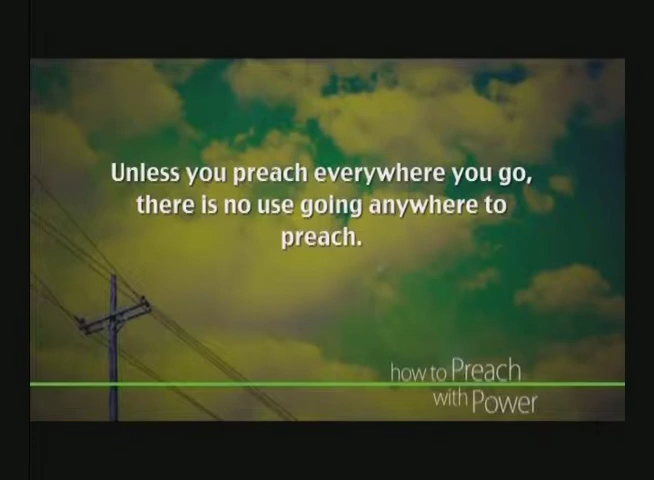 Unless you preach everywhere you go,
there is no use going anywhere to
preach.
how to Preach
with Power